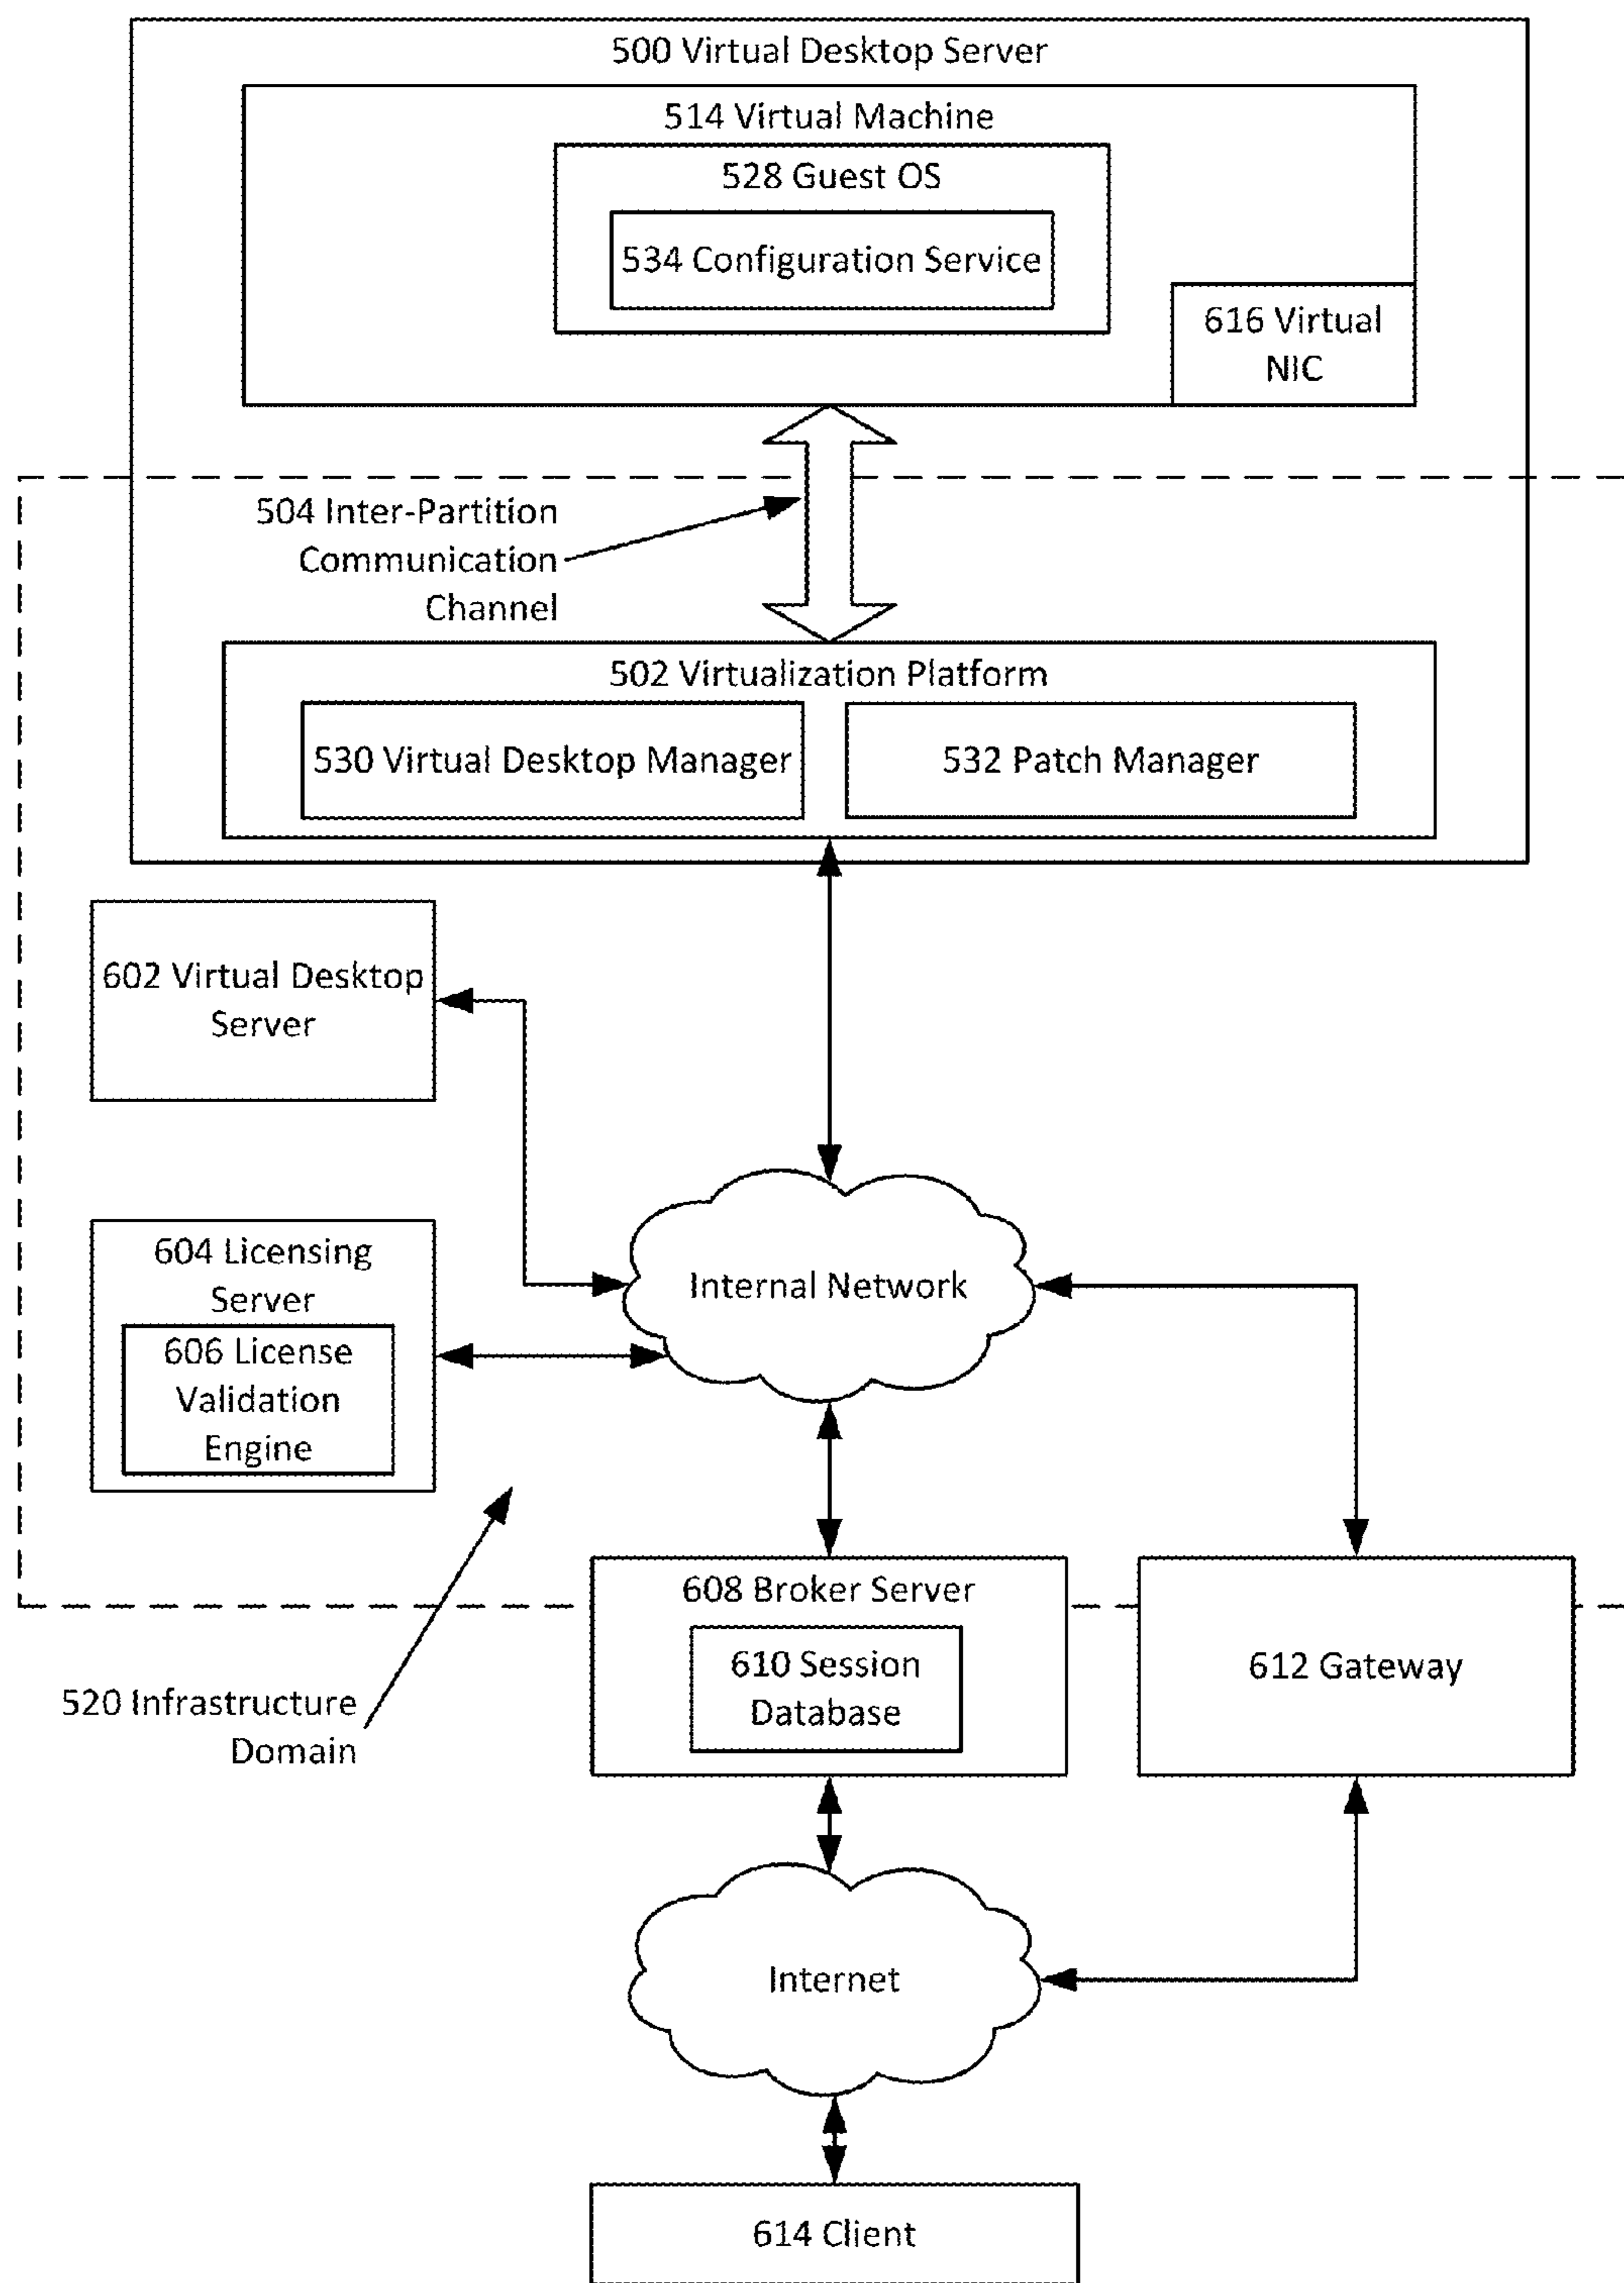 500 Virtual Desktop Server
514 Virtual Machine
528 Guest OS
534 Configuration Service
616 Virtual
NIC
504 Inter-Partition
Communication
Channel
502 Virtualization Platform
530 Virtual Desktop Manager
532 Patch Manager
602 Virtual Desktop
Server
604 Licensing
Server
606 License
Validation
Engine
Internal Network
608 Broker Server
610 Session
Database
612 Gateway
520 Infrastructure
Domain
Internet
614 Client